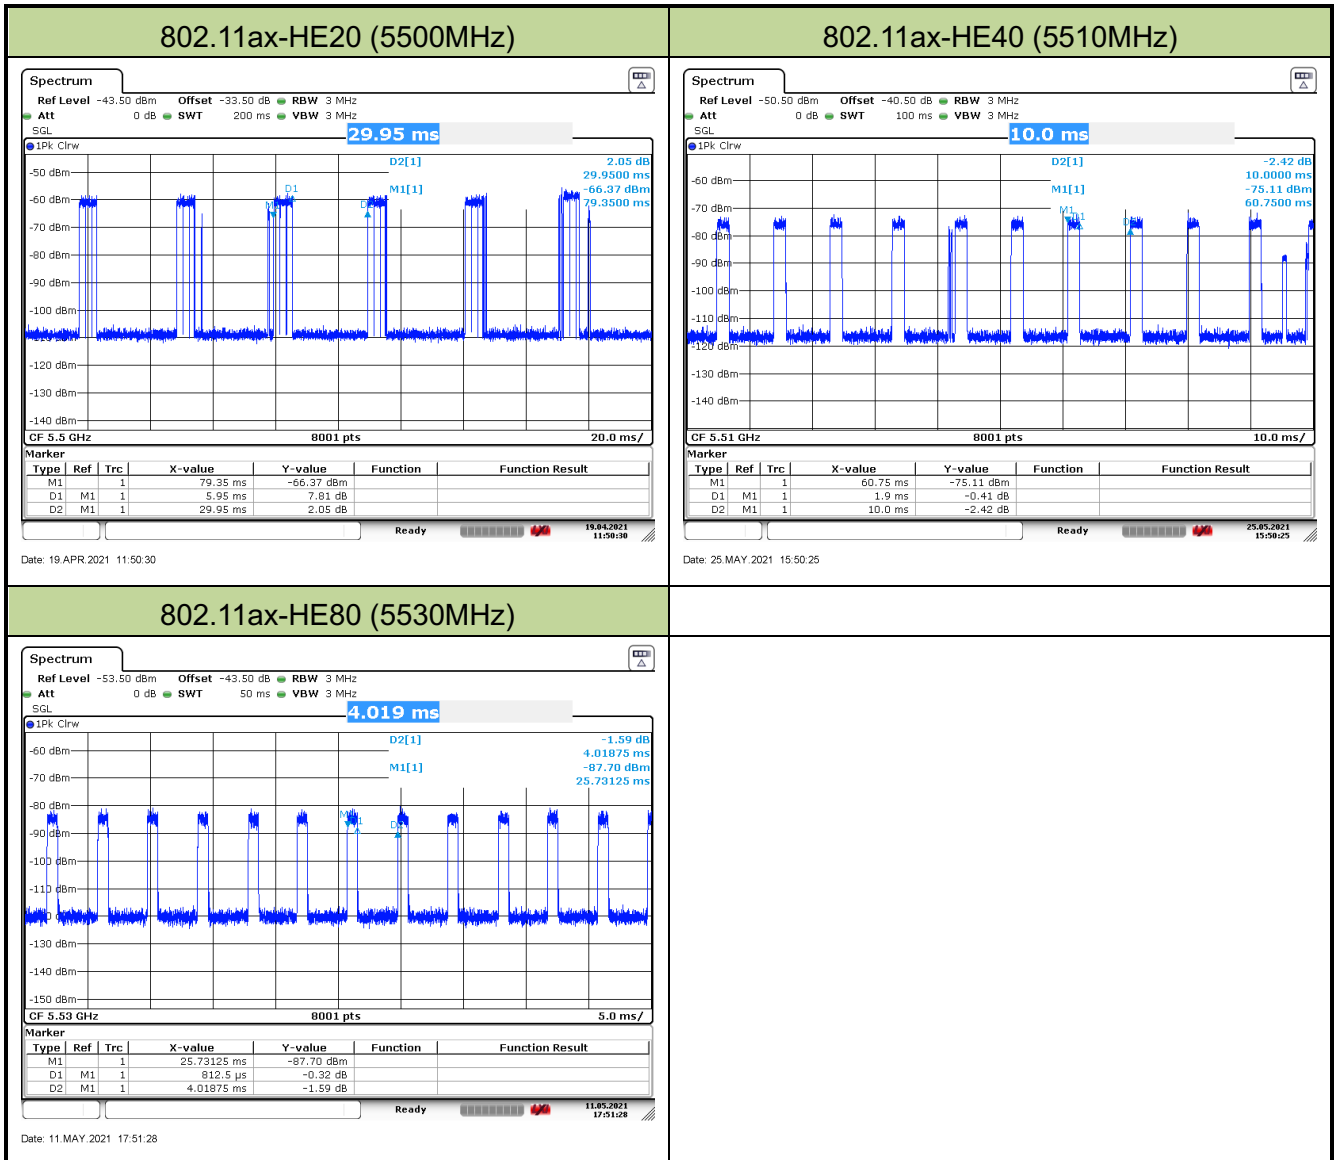 802.11ax-HE20 (5500MHz)
Spectrum
Ref Level -43.50 dBm Offset -33.50 dB RBW 3 MHz
Att 0 dB SWT 200 ms VBW 3 MHz
SGL
29.95 ms
1Pk Clrw
D2[1] 2.05 dB
29.9500 ms
M1[1] -66.37 dBm
79.3500 ms
D1
-50 dBm
-60 dBm
-70 dBm
-80 dBm
-90 dBm
-100 dBm
-120 dBm
-130 dBm
-140 dBm
CF 5.5 GHz 8001 pts 20.0 ms/
Marker
Type Ref Trc X-value Y-value Function Function Result
M1 1 79.35 ms -66.37 dBm
D1 M1 1 5.95 ms 7.81 dB
D2 M1 1 29.95 ms 2.05 dB
Ready 19.04.2021
11:50:30
Date: 19.APR.2021 11:50:30
802.11ax-HE40 (5510MHz)
Spectrum
Ref Level -50.50 dBm Offset -40.50 dB RBW 3 MHz
Att 0 dB SWT 100 ms VBW 3 MHz
SGL
10.0 ms
1Pk Clrw
D2[1] -2.42 dB
10.0000 ms
M1[1] -75.11 dBm
60.7500 ms
M1
-60 dBm
-70 dBm
-80 dBm
-90 dBm
-100 dBm
-110 dBm
-120 dBm
-130 dBm
-140 dBm
CF 5.51 GHz 8001 pts 10.0 ms/
Marker
Type Ref Trc X-value Y-value Function Function Result
M1 1 60.75 ms -75.11 dBm
D1 M1 1 1.9 ms -0.41 dB
D2 M1 1 10.0 ms -2.42 dB
Ready 25.05.2021
15:50:25
Date: 25.MAY.2021 15:50:25
802.11ax-HE80 (5530MHz)
Spectrum
Ref Level -53.50 dBm Offset -43.50 dB RBW 3 MHz
Att 0 dB SWT 50 ms VBW 3 MHz
SGL
4.019 ms
1Pk Clrw
D2[1] -1.59 dB
4.01875 ms
M1[1] -87.70 dBm
25.73125 ms
-60 dBm
-70 dBm
-80 dBm
-90 dBm
-100 dBm
-110 dBm
-130 dBm
-140 dBm
-150 dBm
CF 5.53 GHz 8001 pts 5.0 ms/
Marker
Type Ref Trc X-value Y-value Function Function Result
M1 1 25.73125 ms -87.70 dBm
D1 M1 1 812.5 µs -0.32 dB
D2 M1 1 4.01875 ms -1.59 dB
Ready 11.05.2021
17:51:28
Date: 11.MAY.2021 17:51:28